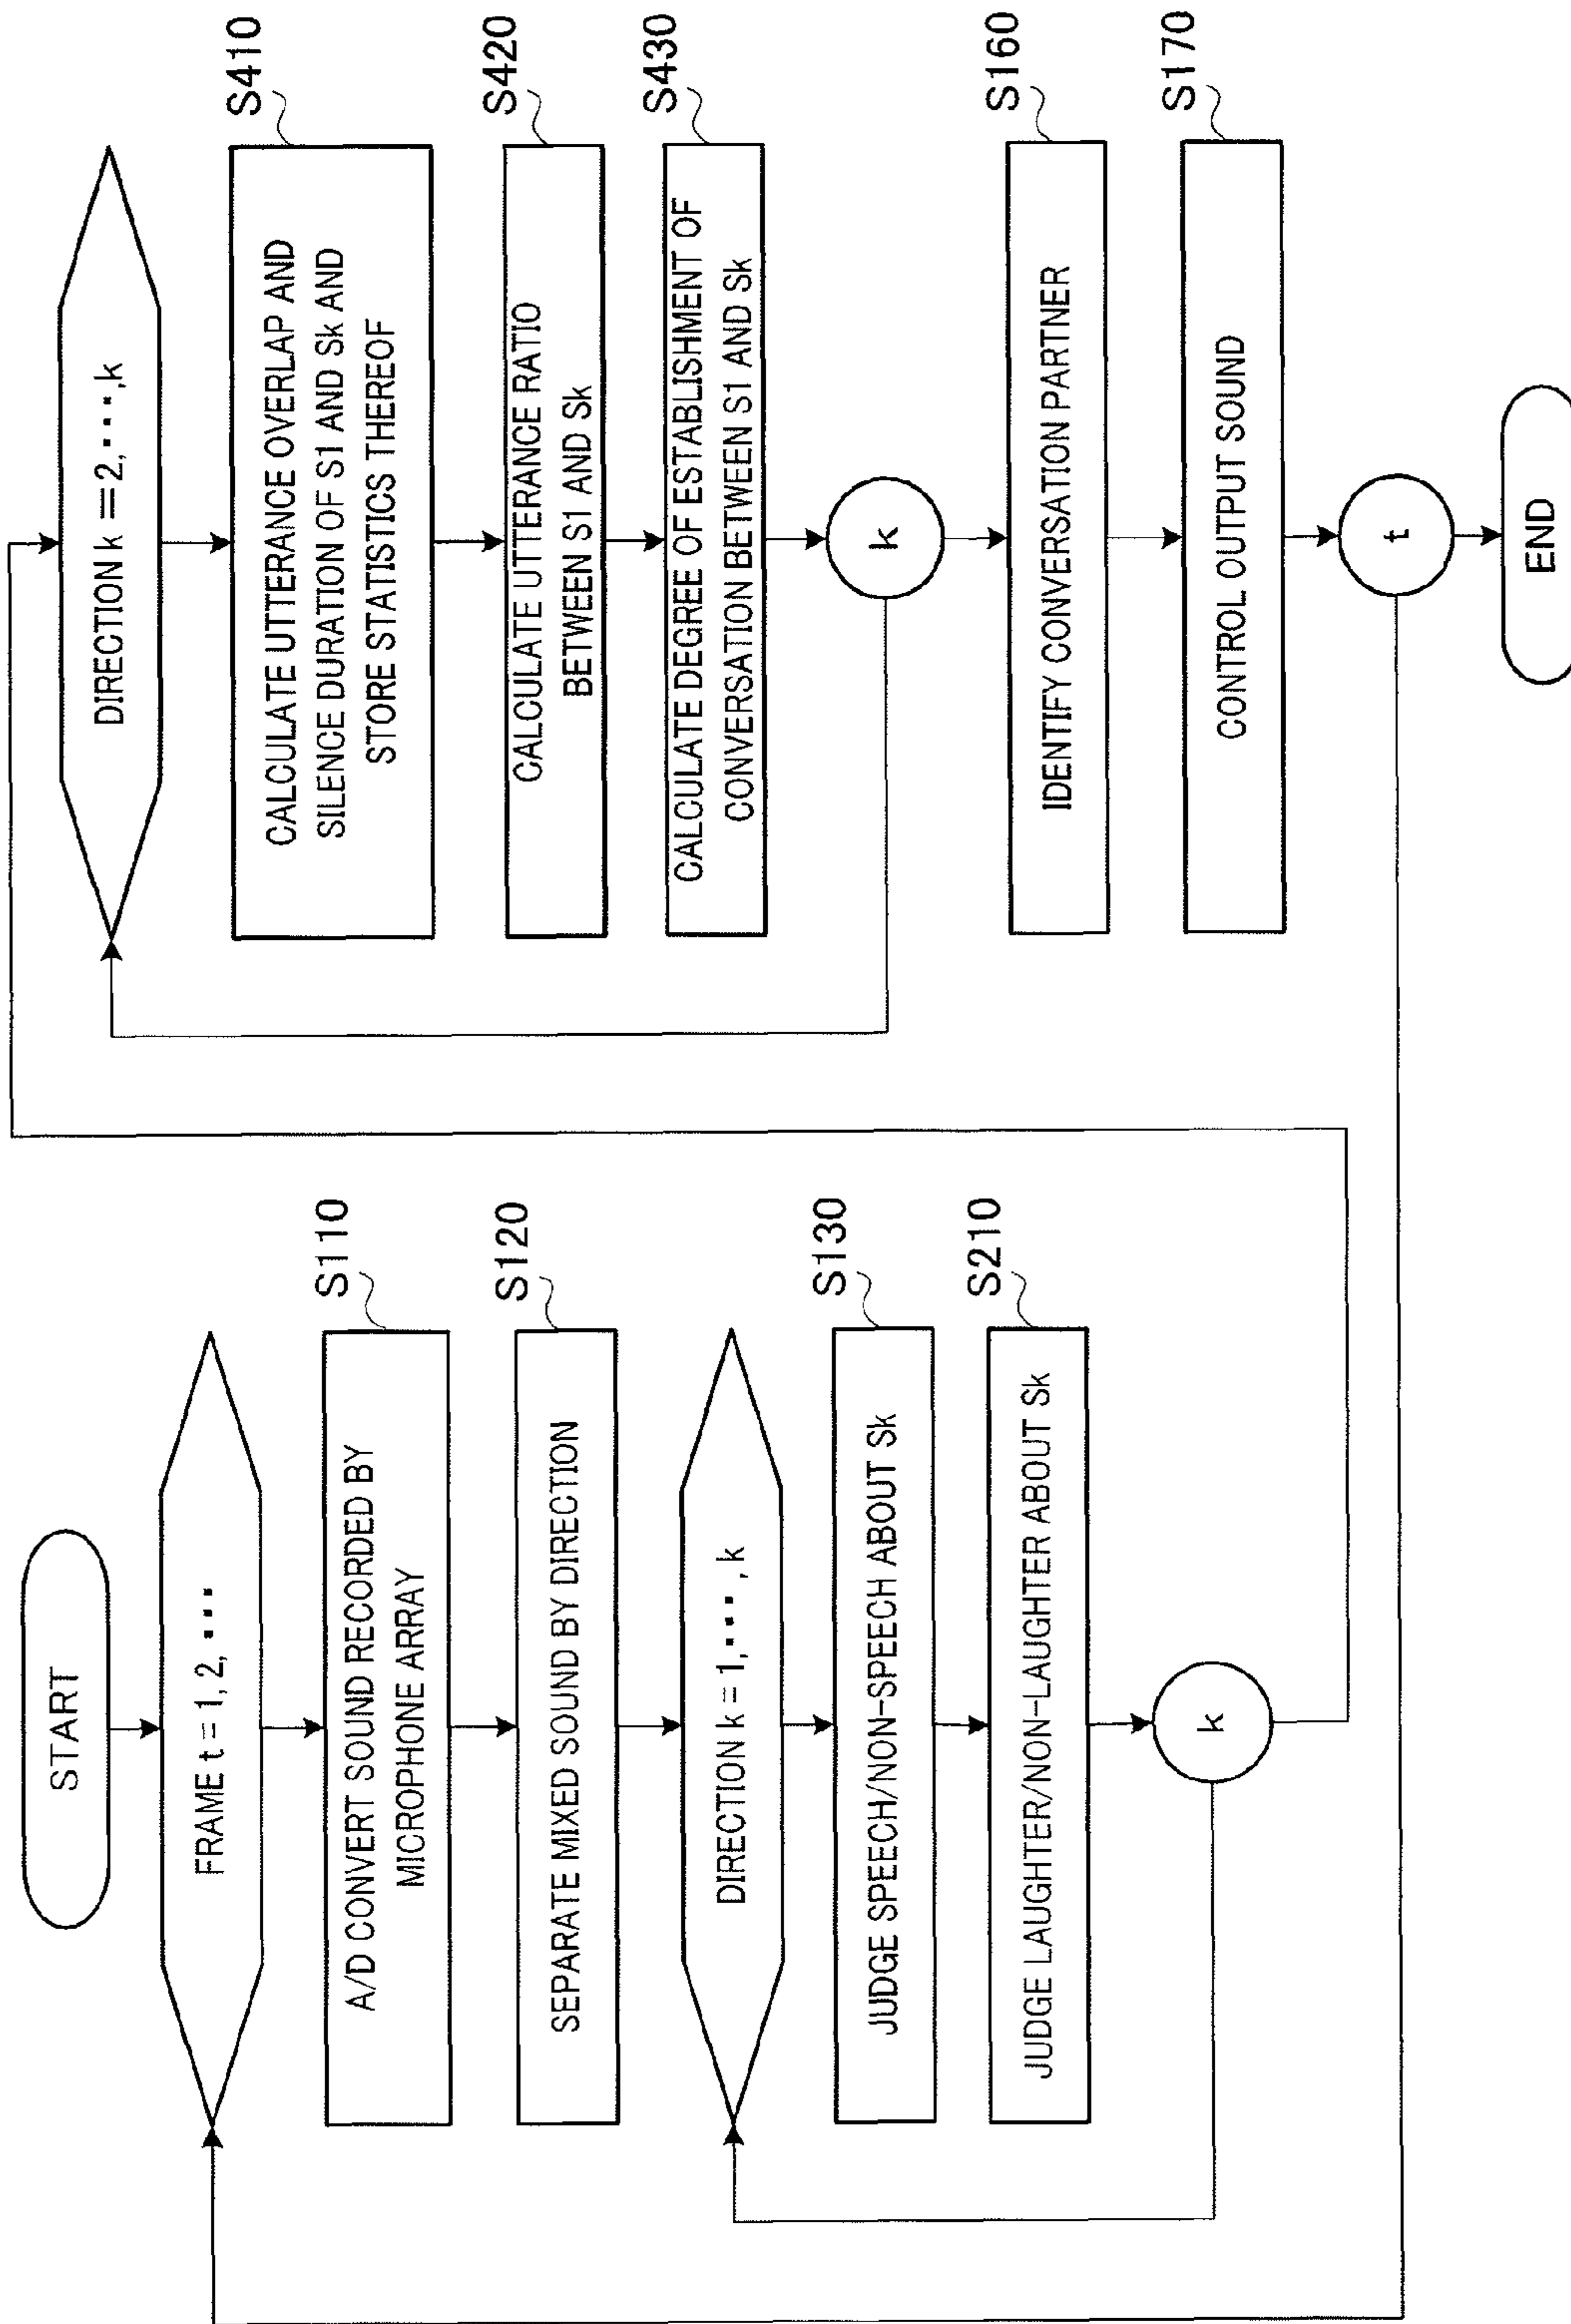 START
FRAME t = 1, 2, ･･･
S110
A/D CONVERT SOUND RECORDED BY
MICROPHONE ARRAY
S120
SEPARATE MIXED SOUND BY DIRECTION
DIRECTION k = 1, ･･･, k
S130
JUDGE SPEECH/NON-SPEECH ABOUT Sk
S210
JUDGE LAUGHTER/NON-LAUGHTER ABOUT Sk
k
DIRECTION k = 2, ･･･, k
S410
CALCULATE UTTERANCE OVERLAP AND
SILENCE DURATION OF S1 AND Sk AND
STORE STATISTICS THEREOF
S420
CALCULATE UTTERANCE RATIO
BETWEEN S1 AND Sk
S430
CALCULATE DEGREE OF ESTABLISHMENT OF
CONVERSATION BETWEEN S1 AND Sk
k
S160
IDENTIFY CONVERSATION PARTNER
S170
CONTROL OUTPUT SOUND
t
END